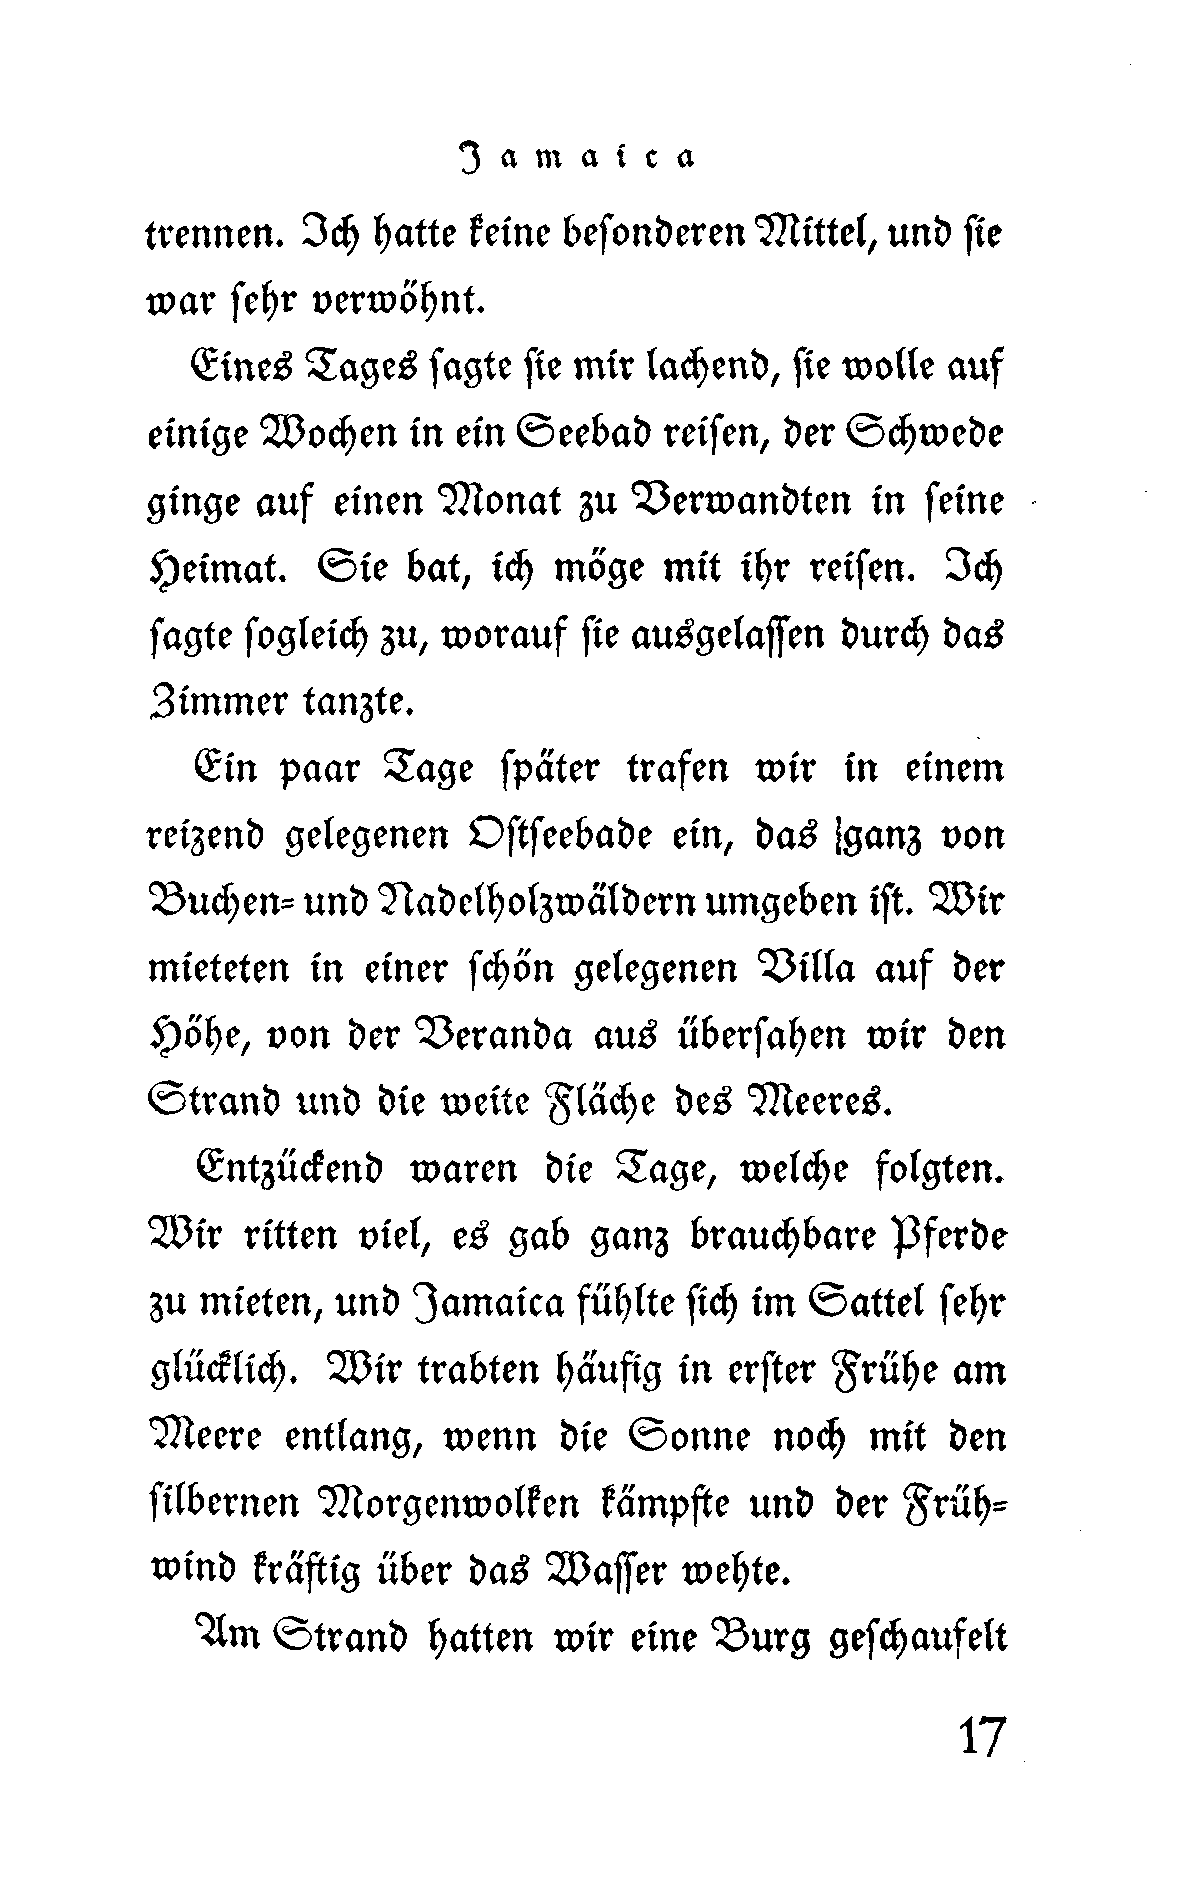 Jamaica
trennen. Ich hatte keine besonderen Mittel, und sie
war sehr verwöhnt.
Eines Tages sagte sie mir lachend, sie wolle auf
einige Wochen in ein Seebad reisen, der Schwede
ginge auf einen Monat zu Verwandten in seine
Heimat. Sie bat, ich möge mit ihr reisen. Ich
sagte sogleich zu, worauf sie ausgelassen durch das
Zimmer tanzte.
Ein paar Tage später trafen wir in einem
reizend gelegenen Ostseebade ein, das ganz von
Buchen- und Nadelholzwäldern umgeben ist. Wir
mieteten in einer schön gelegenen Villa auf der
Höhe, von der Veranda aus übersahen wir den
Strand und die weite Fläche des Meeres.
Entzückend waren die Tage, welche folgten.
Wir ritten viel, es gab ganz brauchbare Pferde
zu mieten, und Jamaica fühlte sich im Sattel sehr
glücklich. Wir trabten häufig in erster Frühe am
Meere entlang, wenn die Sonne noch mit den
silbernen Morgenwolken kämpfte und der Früh-
wind kräftig über das Wasser wehte.
Am Strand hatten wir eine Burg geschaufelt
17